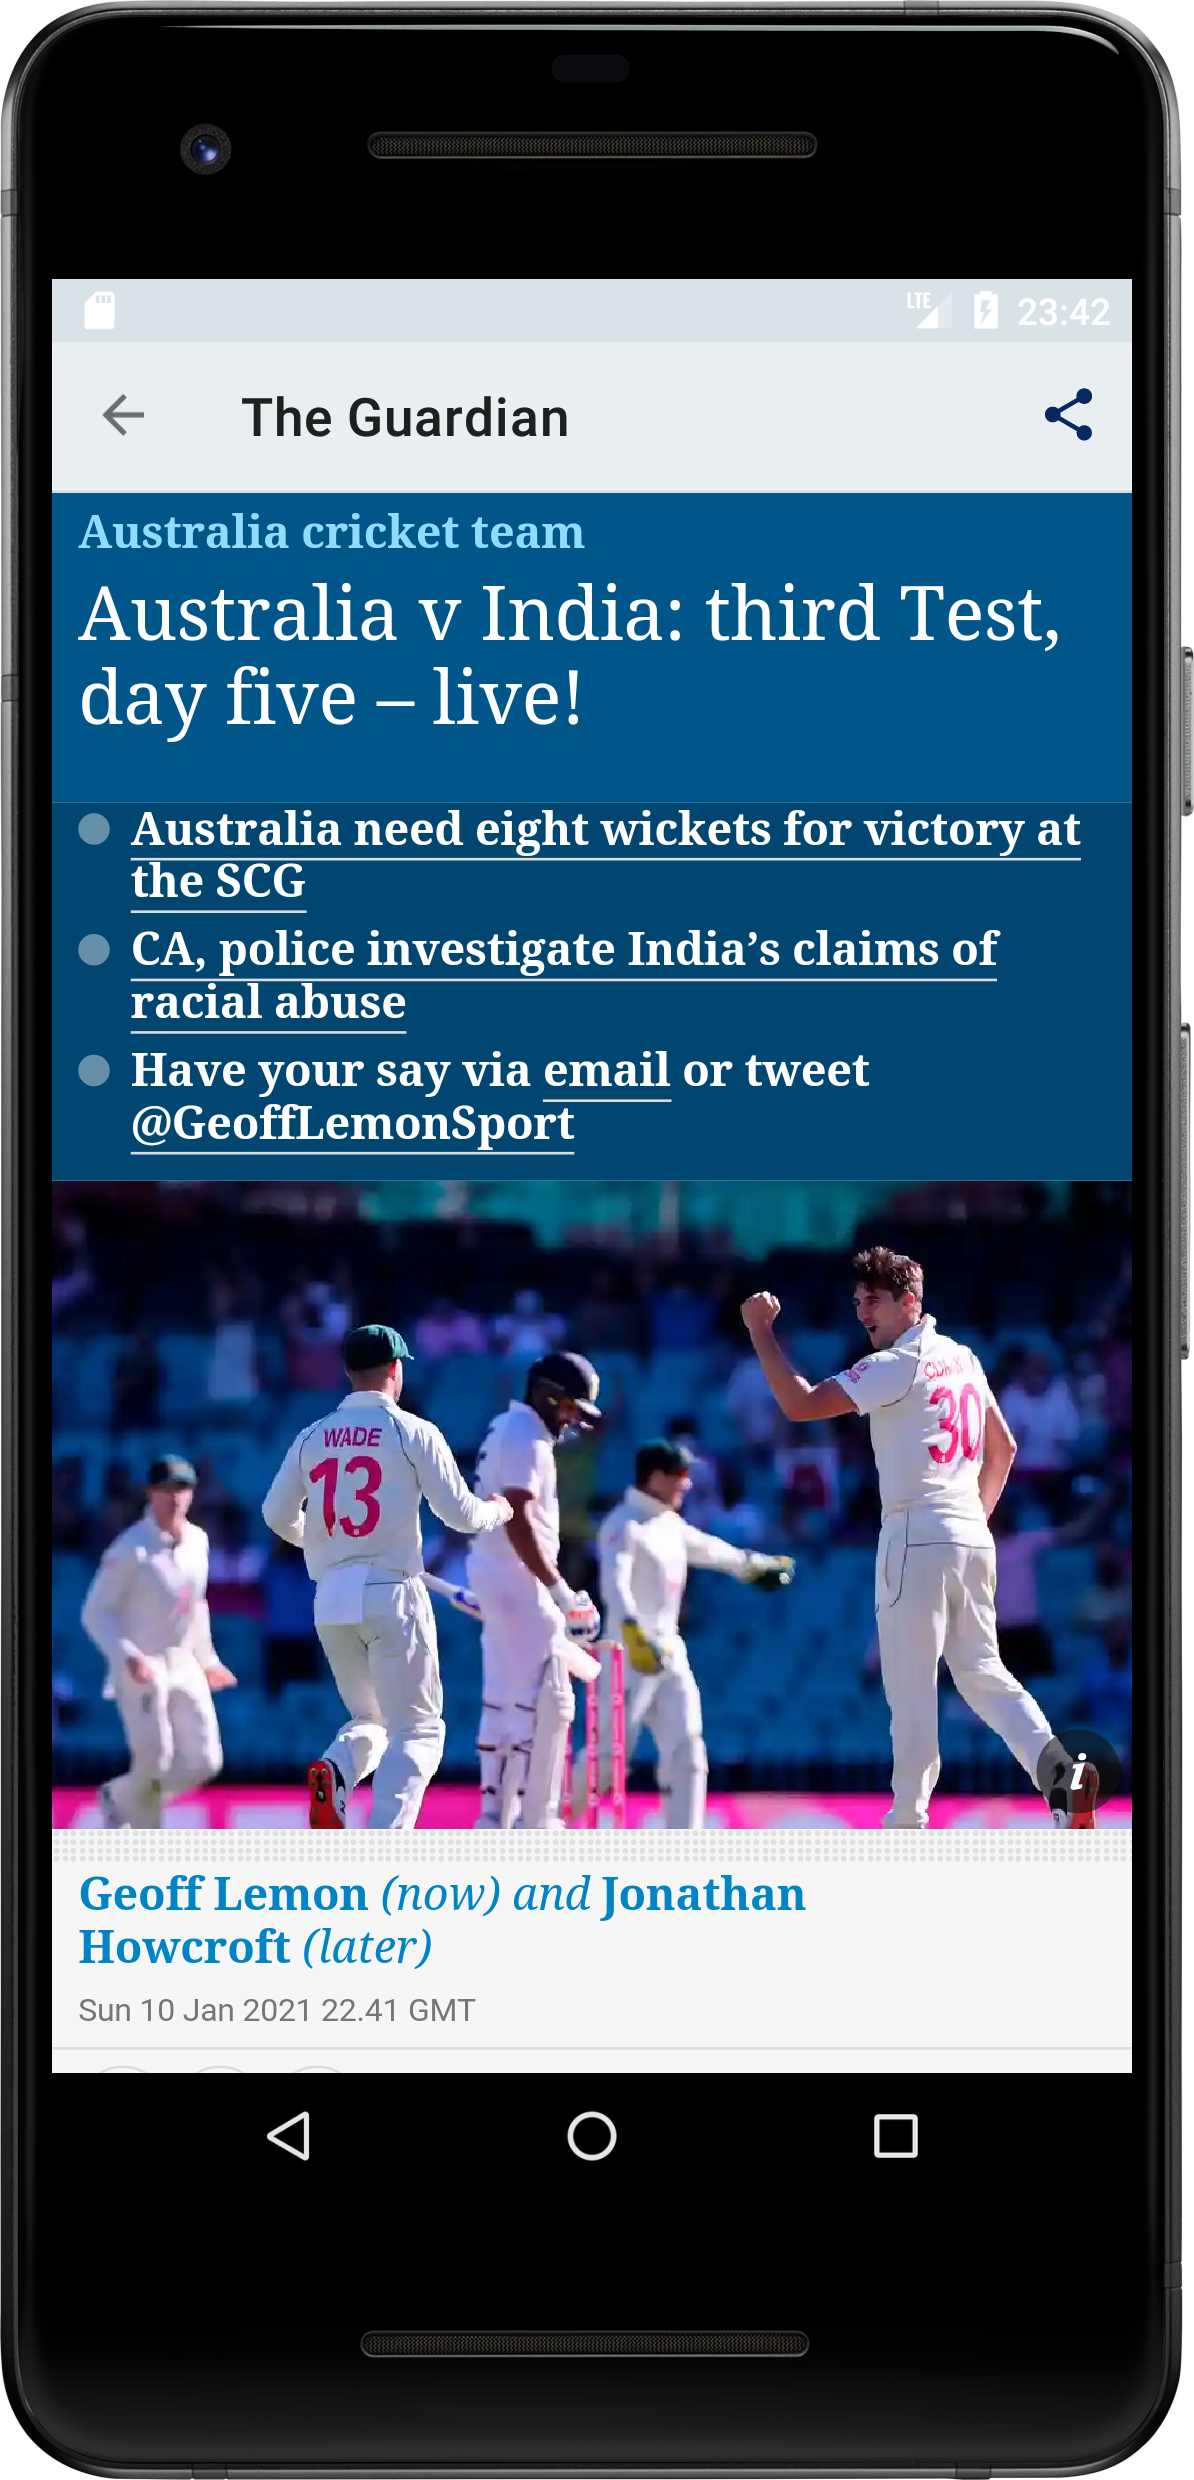 LTE 23:42
The Guardian
Australia cricket team
Australia v India: third Test,
day five – live!
Australia need eight wickets for victory at
the SCG
CA, police investigate India’s claims of
racial abuse
Have your say via email or tweet
@GeoffLemonSport
WADE
13
30
i
Geoff Lemon (now) and Jonathan
Howcroft (later)
Sun 10 Jan 2021 22.41 GMT